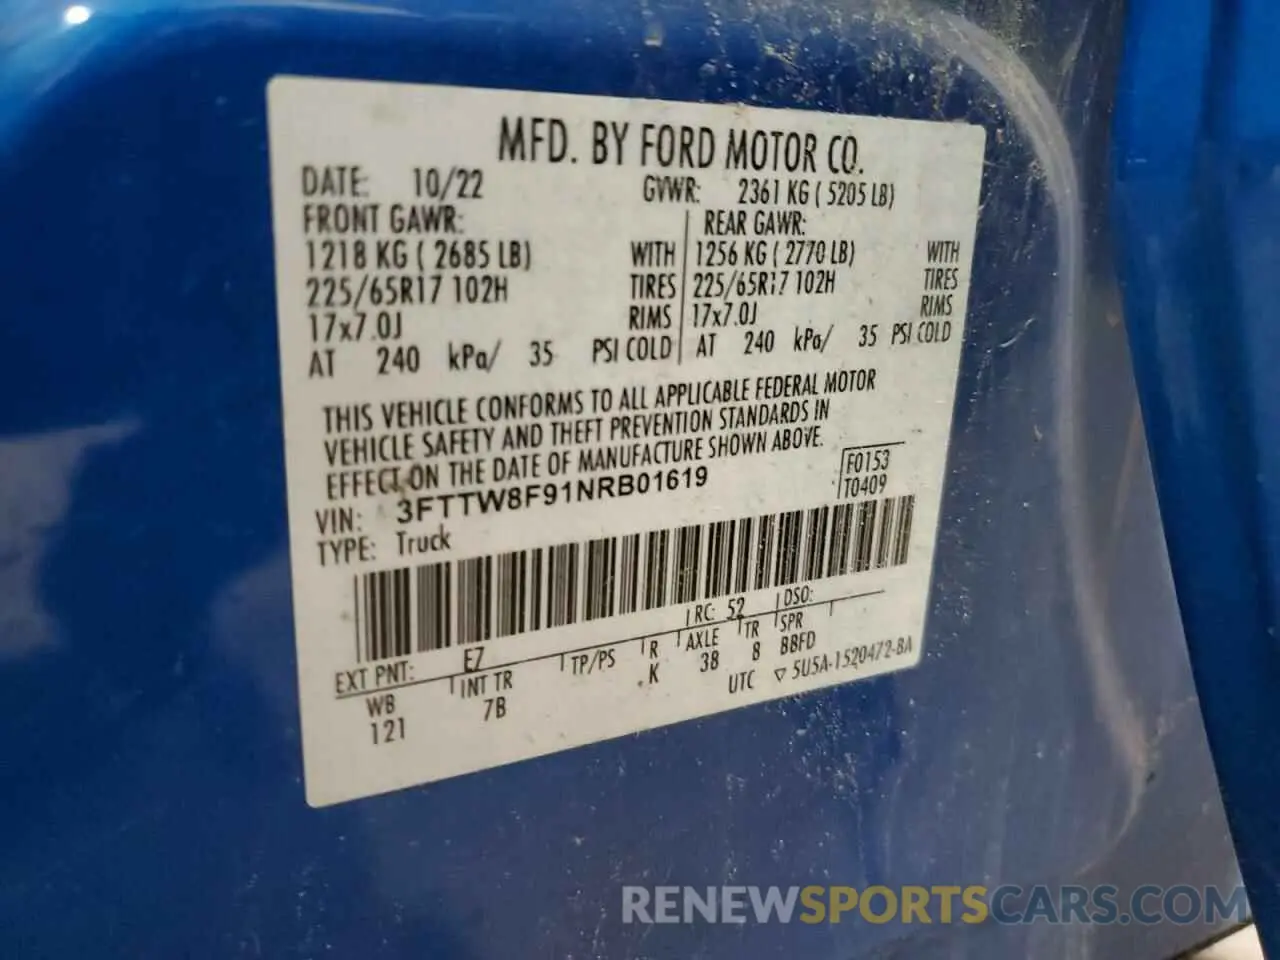 MFD. BY FORD MOTOR CO.
DATE: 10/22 GVWR: 2361 KG ( 5205 LB)
FRONT GAWR: REAR GAWR:
1218 KG ( 2685 LB) WITH 1256 KG ( 2770 LB) WITH
225/65R17 102H TIRES 225/65R17 102H TIRES
17x7.0J RIMS 17x7.0J RIMS
AT 240 kPa/ 35 PSI COLD AT 240 kPa/ 35 PSI COLD
THIS VEHICLE CONFORMS TO ALL APPLICABLE FEDERAL MOTOR
VEHICLE SAFETY AND THEFT PREVENTION STANDARDS IN
EFFECT ON THE DATE OF MANUFACTURE SHOWN ABOVE.
VIN: 3FTTW8F91NRB01619 F0153
TYPE: Truck T0409
EXT PNT: E7 RC: 52 DSO:
WB INT TR TP/PS R AXLE TR SPR
121 7B K 38 8 BBFD
UTC ▽ 5U5A-1520472-BA
RENEWSPORTSCARS.COM